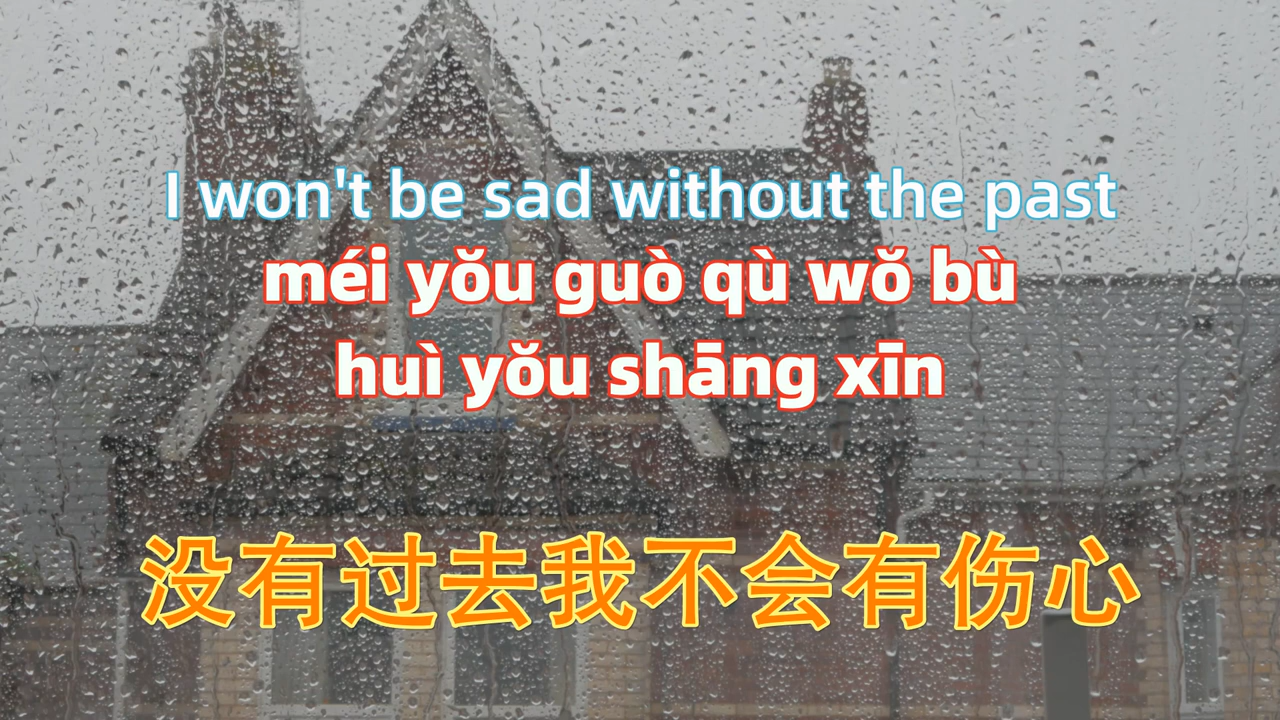 I won't be sad without the past
méi yǒu guò qù wǒ bù
huì yǒu shāng xīn
没有过去我不会有伤心